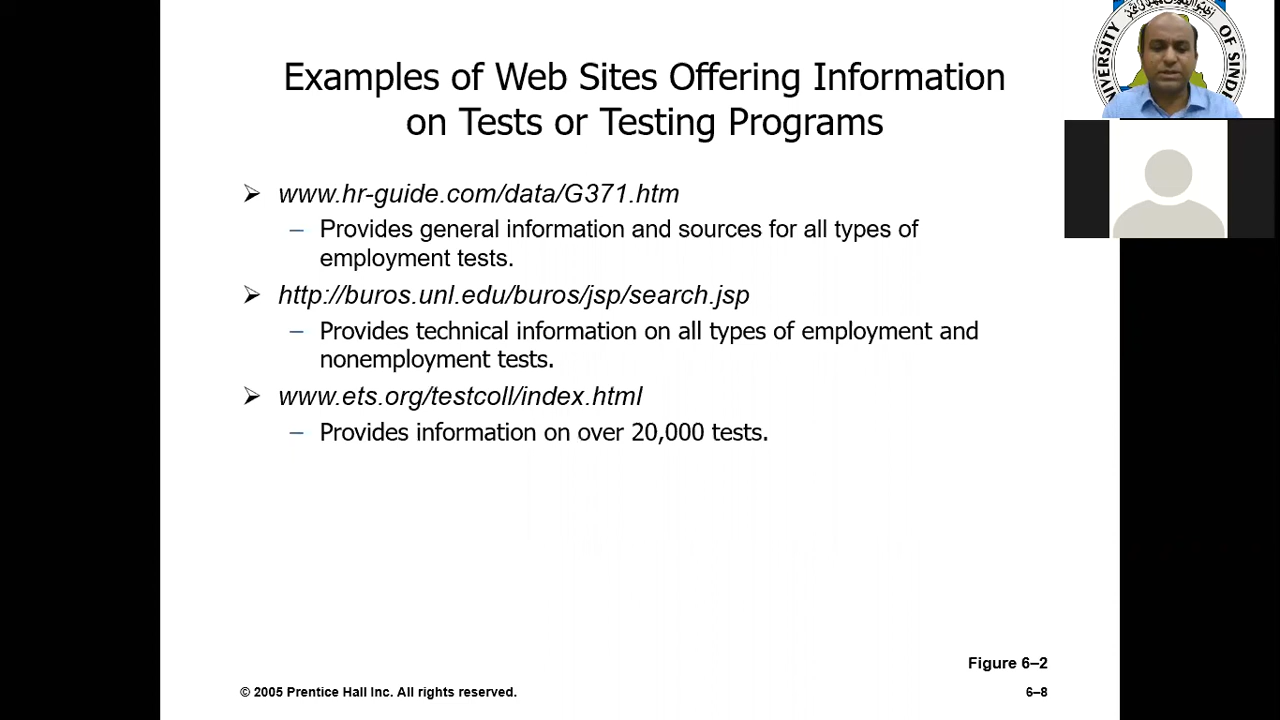 Examples of Web Sites Offering Information
on Tests or Testing Programs
➢ www.hr-guide.com/data/G371.htm
– Provides general information and sources for all types of
employment tests.
➢ http://buros.unl.edu/buros/jsp/search.jsp
– Provides technical information on all types of employment and
nonemployment tests.
➢ www.ets.org/testcoll/index.html
– Provides information on over 20,000 tests.
Figure 6–2
© 2005 Prentice Hall Inc. All rights reserved.
6–8
OF SIND